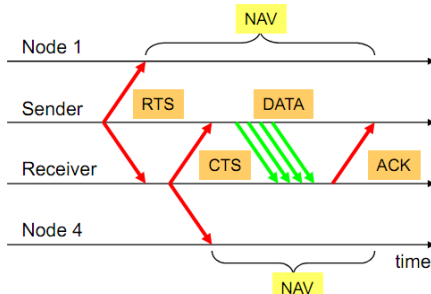 NAV
Node 1
RTS
DATA
Sender
CTS
ACK
Receiver
Node 4
time
NAV